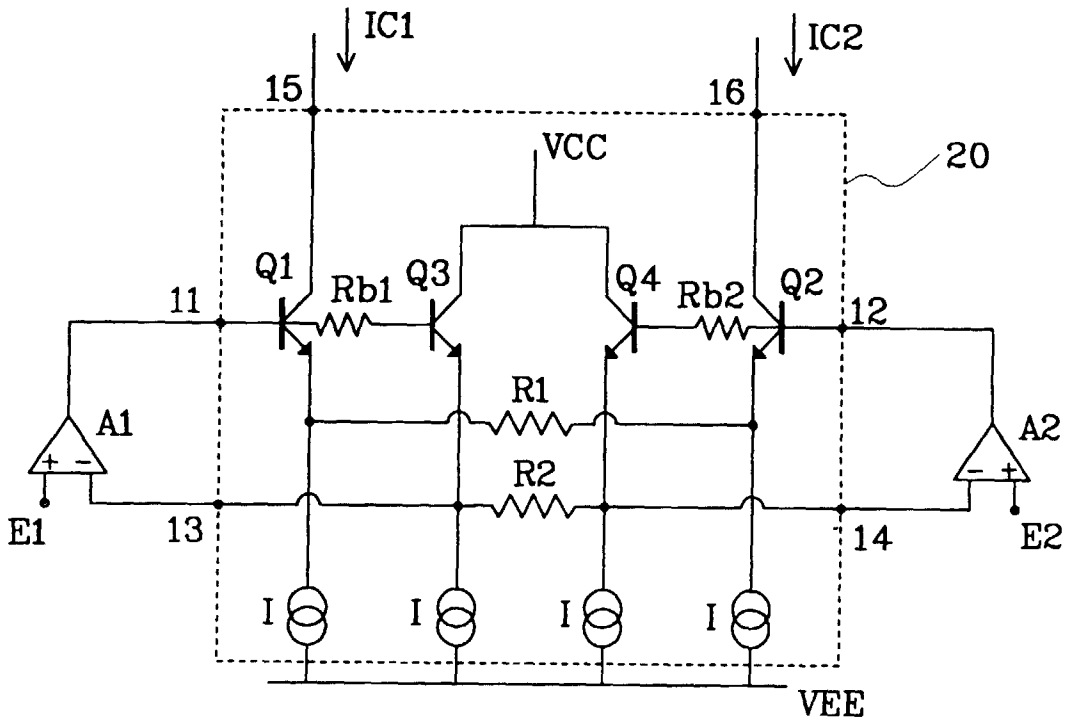 IC1
IC2
15
16
VCC
20
Q1
Rb1
Q3
Q4
Rb2
Q2
11
12
R1
A1
A2
+ -
- +
R2
E1
13
14
E2
I
I
I
I
VEE